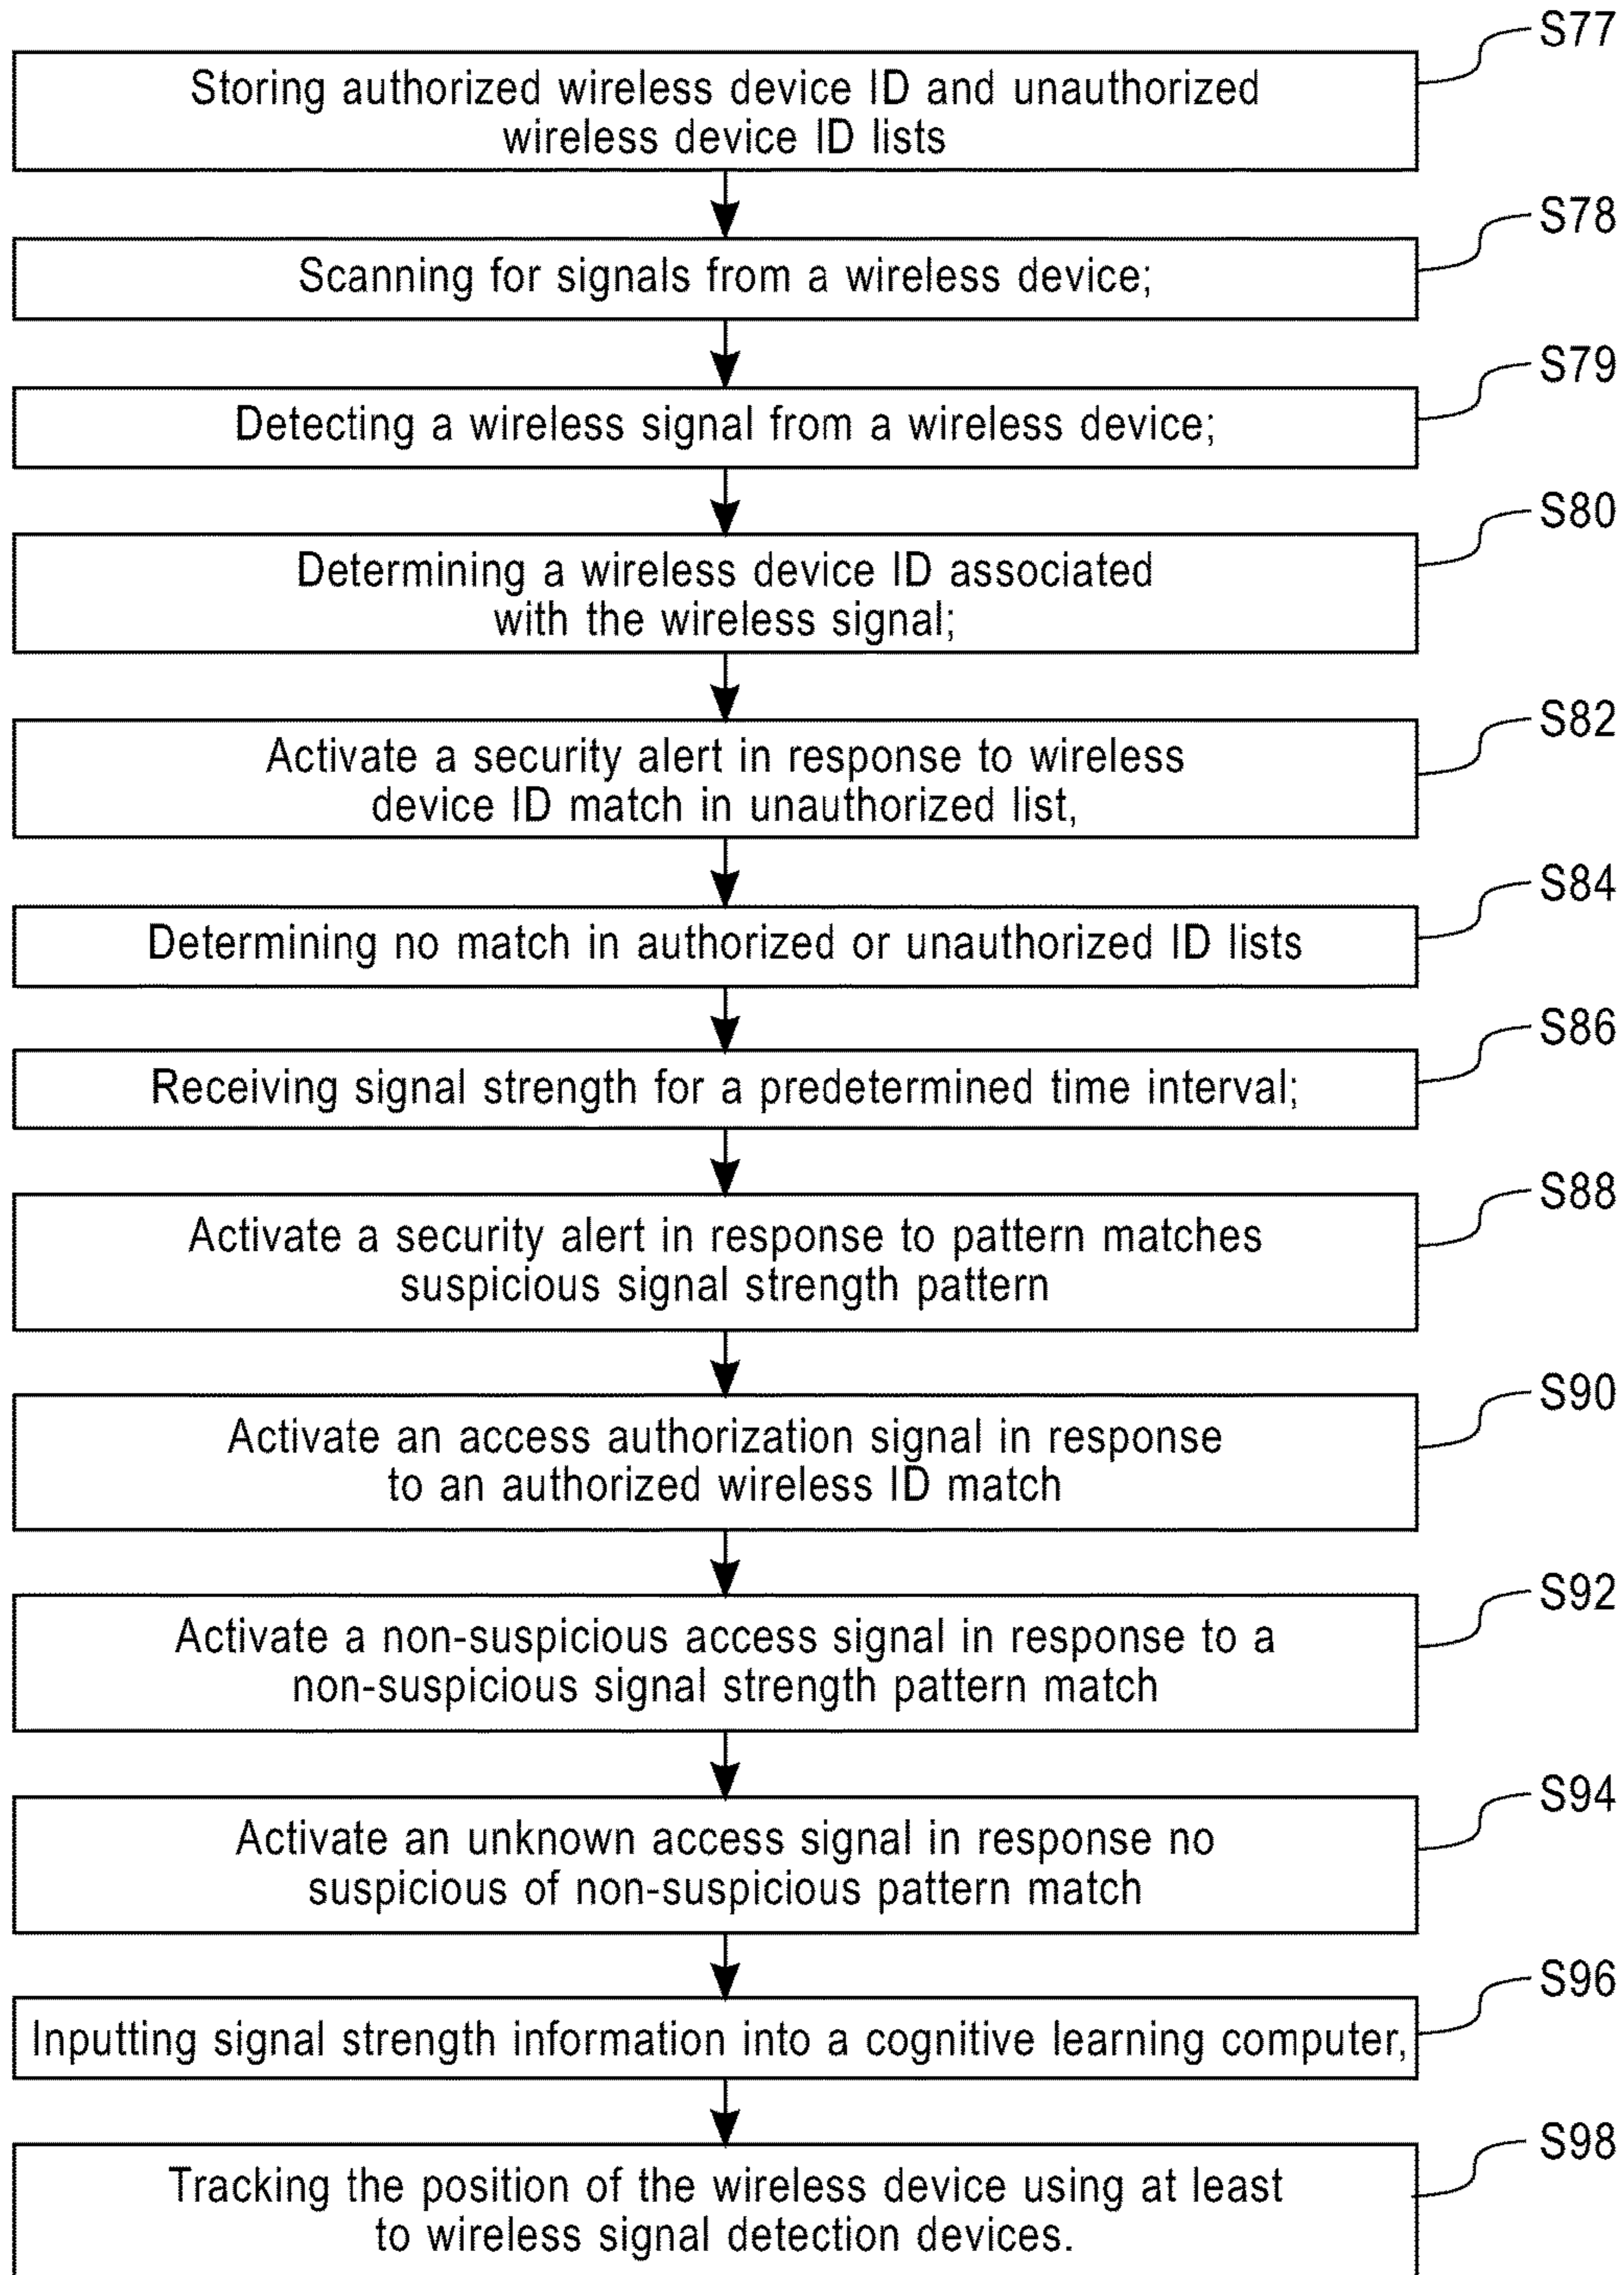 S77
Storing authorized wireless device ID and unauthorized
wireless device ID lists
S78
Scanning for signals from a wireless device;
S79
Detecting a wireless signal from a wireless device;
S80
Determining a wireless device ID associated
with the wireless signal;
S82
Activate a security alert in response to wireless
device ID match in unauthorized list,
S84
Determining no match in authorized or unauthorized ID lists
S86
Receiving signal strength for a predetermined time interval;
S88
Activate a security alert in response to pattern matches
suspicious signal strength pattern
S90
Activate an access authorization signal in response
to an authorized wireless ID match
S92
Activate a non-suspicious access signal in response to a
non-suspicious signal strength pattern match
S94
Activate an unknown access signal in response no
suspicious of non-suspicious pattern match
S96
Inputting signal strength information into a cognitive learning computer,
S98
Tracking the position of the wireless device using at least
to wireless signal detection devices.